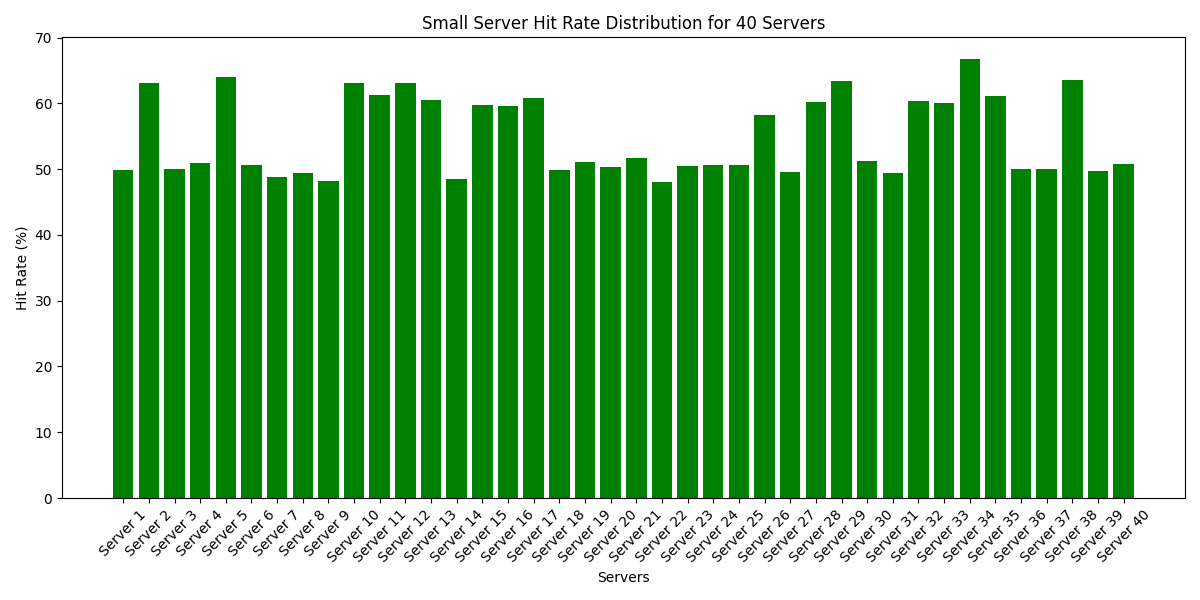 Small Server Hit Rate Distribution for 40 Servers
70
60
50
40
30
20
10
0
Hit Rate (%)
Server 1
Server 2
Server 3
Server 4
Server 5
Server 6
Server 7
Server 8
Server 9
Server 10
Server 11
Server 12
Server 13
Server 14
Server 15
Server 16
Server 17
Server 18
Server 19
Server 20
Server 21
Server 22
Server 23
Server 24
Server 25
Server 26
Server 27
Server 28
Server 29
Server 30
Server 31
Server 32
Server 33
Server 34
Server 35
Server 36
Server 37
Server 38
Server 39
Server 40
Servers